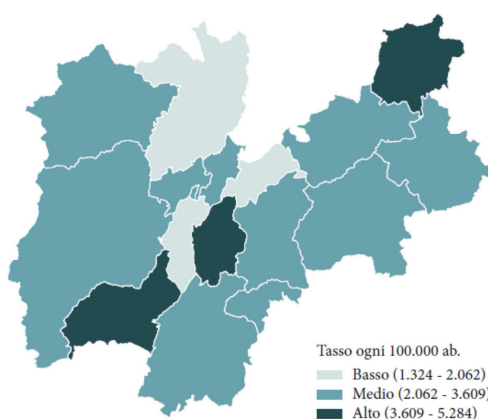 Tasso ogni 100.000 ab.
Basso (1.324 - 2.062)
Medio (2.062 - 3.609)
Alto (3.609 - 5.284)